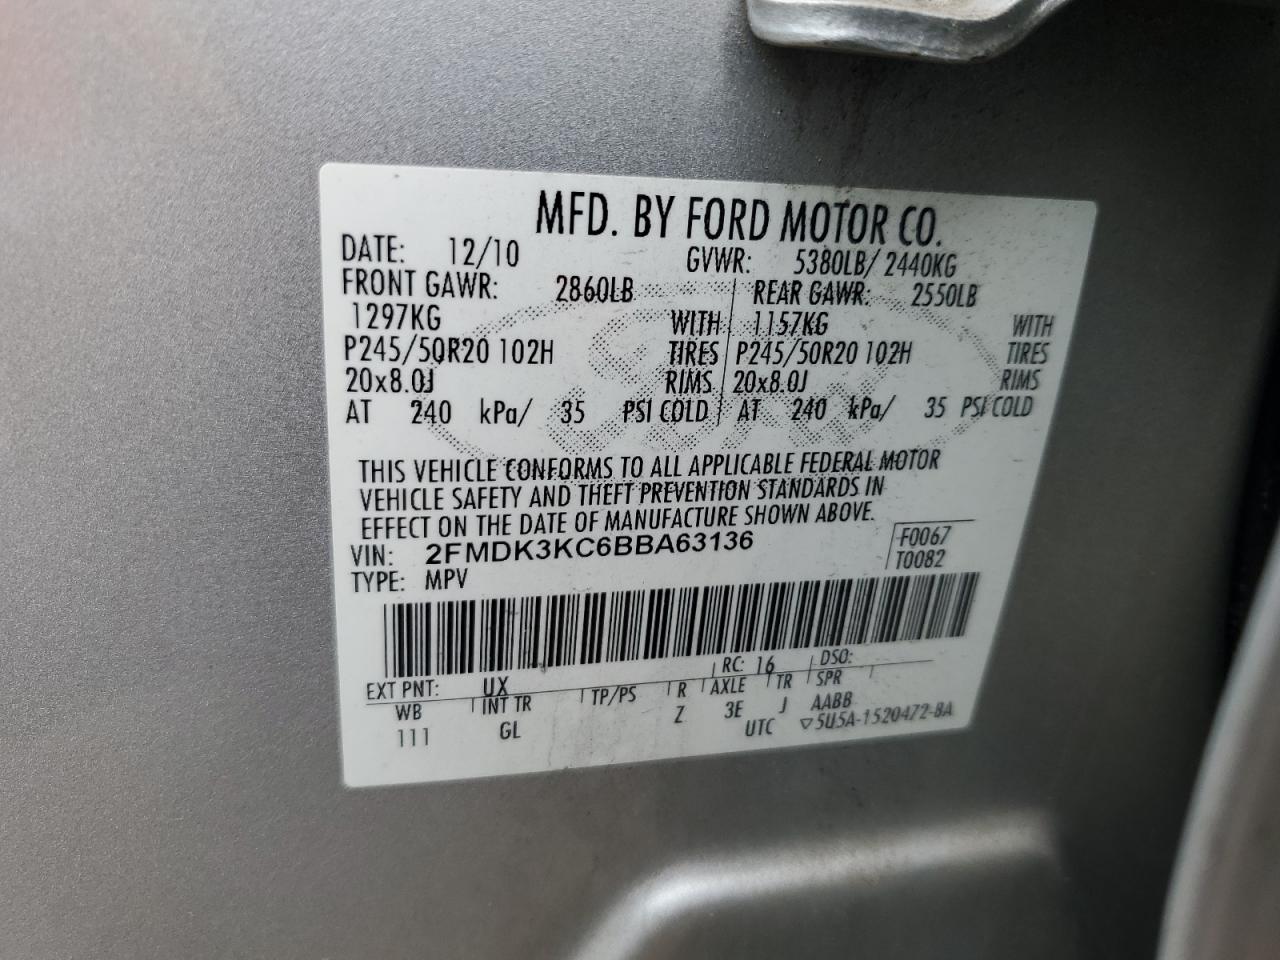 MFD. BY FORD MOTOR CO.
DATE: 12/10 GVWR: 5380LB/ 2440KG
FRONT GAWR: 2860LB REAR GAWR: 2550LB
1297KG WITH 1157KG WITH
P245/50R20 102H TIRES P245/50R20 102H TIRES
20x8.0J RIMS 20x8.0J RIMS
AT 240 kPa/ 35 PSI COLD AT 240 kPa/ 35 PSI COLD
THIS VEHICLE CONFORMS TO ALL APPLICABLE FEDERAL MOTOR
VEHICLE SAFETY AND THEFT PREVENTION STANDARDS IN
EFFECT ON THE DATE OF MANUFACTURE SHOWN ABOVE.
VIN: 2FMDK3KC6BBA63136 F0067
TYPE: MPV T0082
EXT PNT: UX RC: 16 DSO:
WB INT TR TP/PS R AXLE TR SPR
111 GL Z 3E J AABB
UTC ▽5U5A-1520472-BA